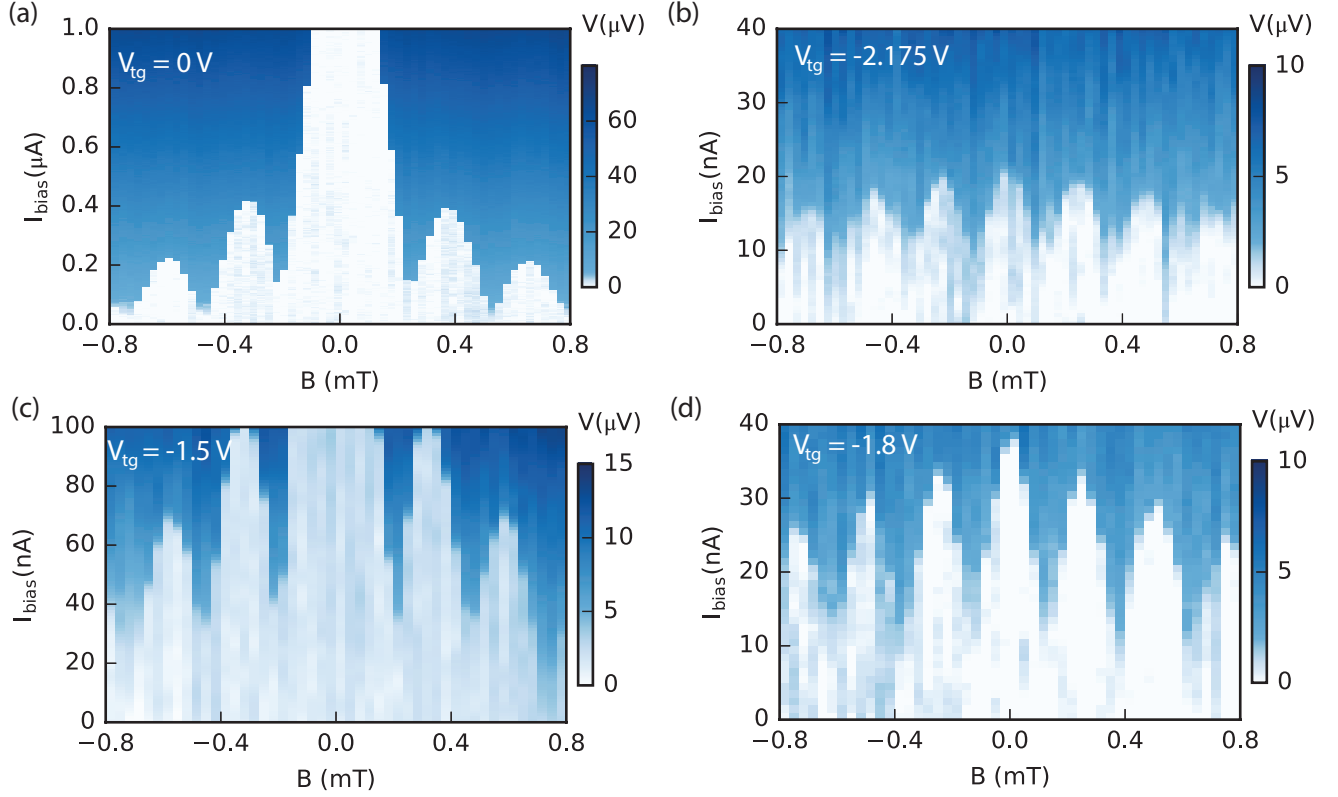 (a)
V(μV)
V_tg = 0 V
1.0
0.8
0.6
0.4
0.2
0.0
I_bias(μA)
−0.8
−0.4
0.0
0.4
0.8
B (mT)
60
40
20
0
(b)
V(μV)
V_tg = -2.175 V
40
30
20
10
0
I_bias(nA)
−0.8
−0.4
0.0
0.4
0.8
B (mT)
10
5
0
(c)
V(μV)
V_tg = -1.5 V
100
80
60
40
20
0
I_bias(nA)
−0.8
−0.4
0.0
0.4
0.8
B (mT)
15
10
5
0
(d)
V(μV)
V_tg = -1.8 V
40
30
20
10
0
I_bias(nA)
−0.8
−0.4
0.0
0.4
0.8
B (mT)
10
5
0